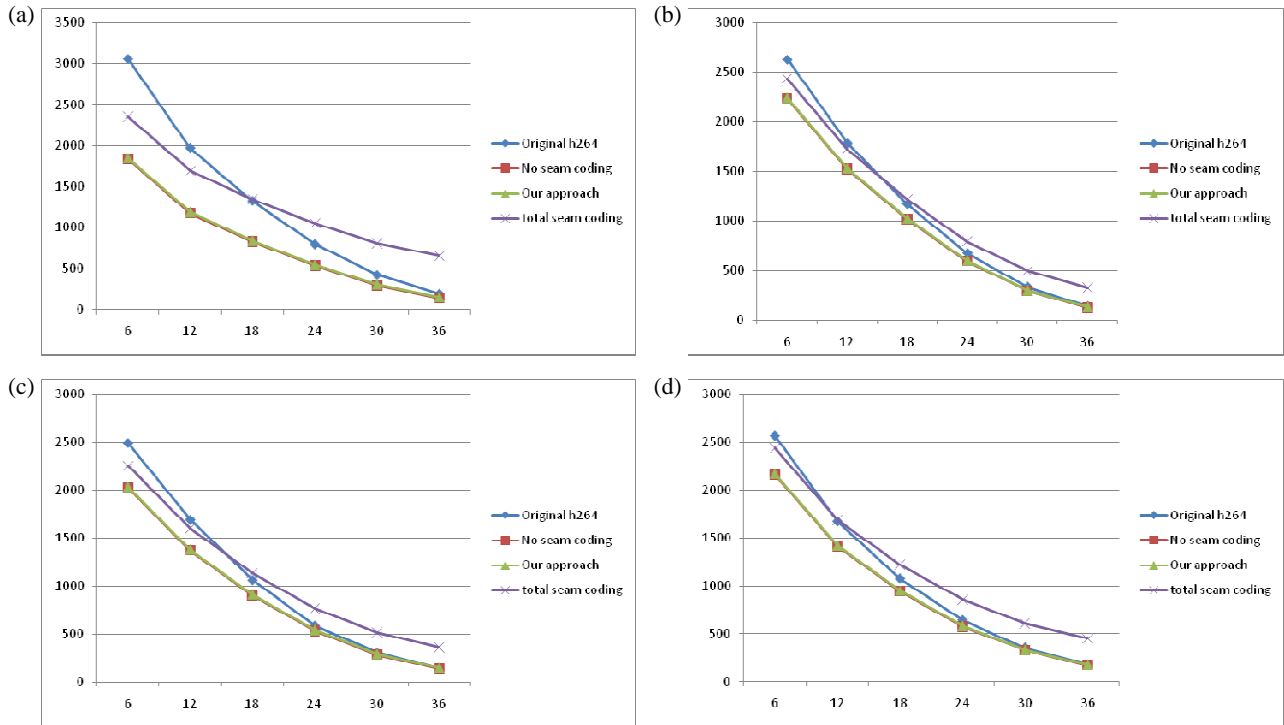 (a)
3500
3000
2500
2000
1500
1000
500
0
6 12 18 24 30 36
Original h264
No seam coding
Our approach
total seam coding
(b)
3000
2500
2000
1500
1000
500
0
6 12 18 24 30 36
Original h264
No seam coding
Our approach
total seam coding
(c)
3000
2500
2000
1500
1000
500
0
6 12 18 24 30 36
Original h264
No seam coding
Our approach
total seam coding
(d)
3000
2500
2000
1500
1000
500
0
6 12 18 24 30 36
Original h264
No seam coding
Our approach
total seam coding